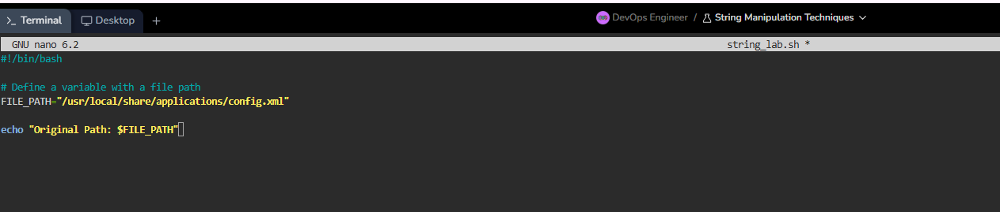 >_ Terminal Desktop + DevOps Engineer / String Manipulation Techniques
GNU nano 6.2 string_lab.sh *
#!/bin/bash
# Define a variable with a file path
FILE_PATH="/usr/local/share/applications/config.xml"
echo "Original Path: $FILE_PATH"